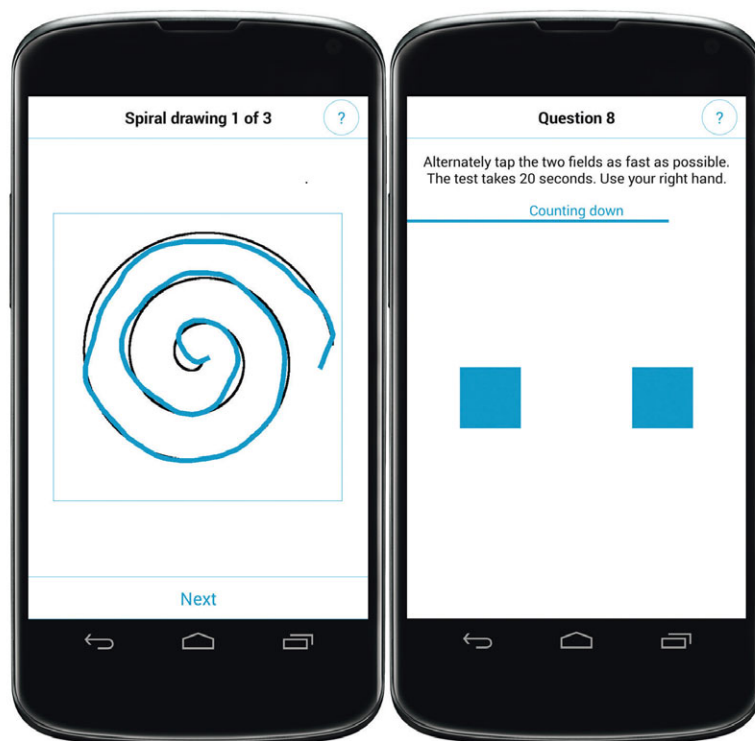 Spiral drawing 1 of 3
?
Next
Question 8
?
Alternately tap the two fields as fast as possible.
The test takes 20 seconds. Use your right hand.
Counting down